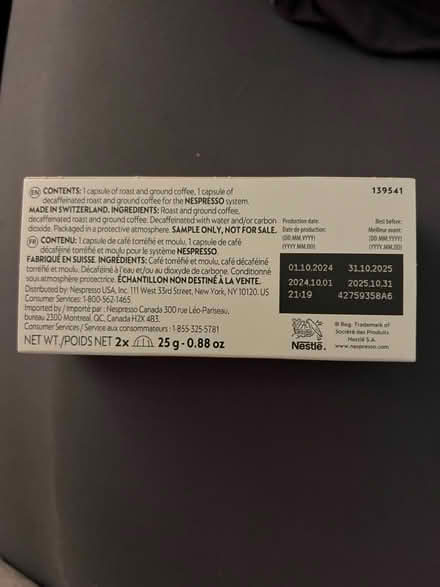 EN CONTENTS: 1 capsule of roast and ground coffee, 1 capsule of
decaffeinated roast and ground coffee for the NESPRESSO system.
MADE IN SWITZERLAND. INGREDIENTS: Roast and ground coffee,
decaffeinated roast and ground coffee. Decaffeinated with water and/or carbon
dioxide. Packaged in a protective atmosphere. SAMPLE ONLY, NOT FOR SALE.
FR CONTENU: 1 capsule de café torréfié et moulu, 1 capsule de café
décaféiné torréfié et moulu pour le système NESPRESSO.
FABRIQUÉ EN SUISSE. INGRÉDIENTS: Café torréfié et moulu, café décaféiné
torréfié et moulu. Décaféiné à l'eau et/ou au dioxyde de carbone. Conditionné
sous atmosphère protectrice. ÉCHANTILLON NON DESTINÉ À LA VENTE.
Distributed by: Nespresso USA, Inc. 111 West 33rd Street, New York, NY 10120. US
Consumer Services: 1-800-562-1465.
Imported by / importé par : Nespresso Canada 300 rue Léo-Pariseau,
bureau 2300 Montreal, QC, Canada H2X 4B3.
Consumer Services / Service aux consommateurs : 1-855-325-5781
NET WT./POIDS NET 2x 25 g - 0.88 oz
139541
Production date:
Date de production:
(DD.MM.YYYY)
(YYYY.MM.DD)
Best before:
Meilleur avant:
(DD.MM.YYYY)
(YYYY.MM.DD)
01.10.2024 31.10.2025
2024.10.01 2025.10.31
21:19 42759358A6
Nestlé.
® Reg. Trademark of
Société des Produits
Nestlé S.A.
www.nespresso.com